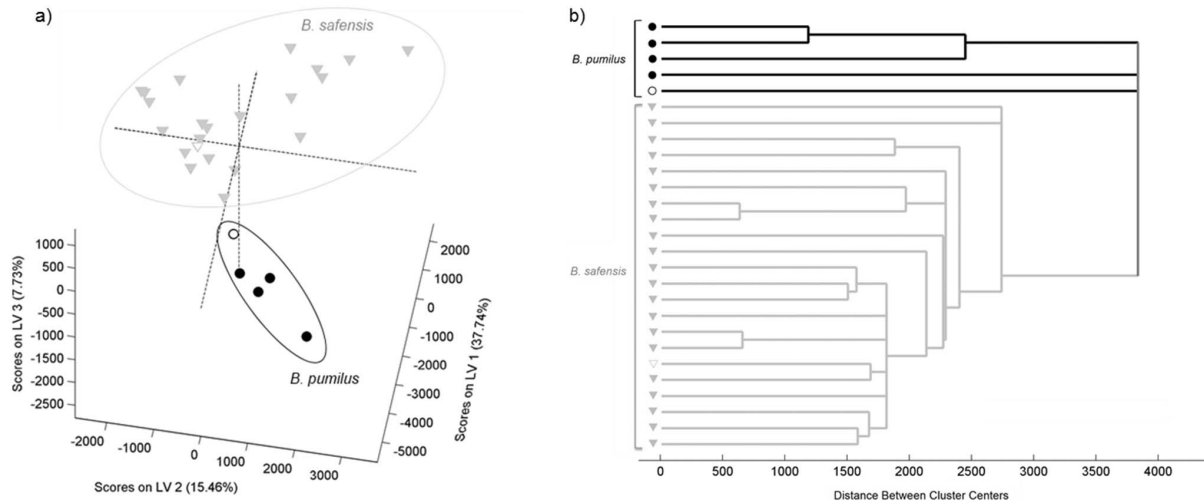 a)
B. safensis
1000
500
0
-500
-1000
-1500
-2000
-2500
Scores on LV 3 (7.73%)
-2000
-1000
0
1000
2000
3000
Scores on LV 2 (15.46%)
2000
1000
0
-1000
-2000
-3000
-4000
-5000
Scores on LV 1 (37.74%)
B. pumilus
b)
B. pumilus
B. safensis
0 500 1000 1500 2000 2500 3000 3500 4000
Distance Between Cluster Centers